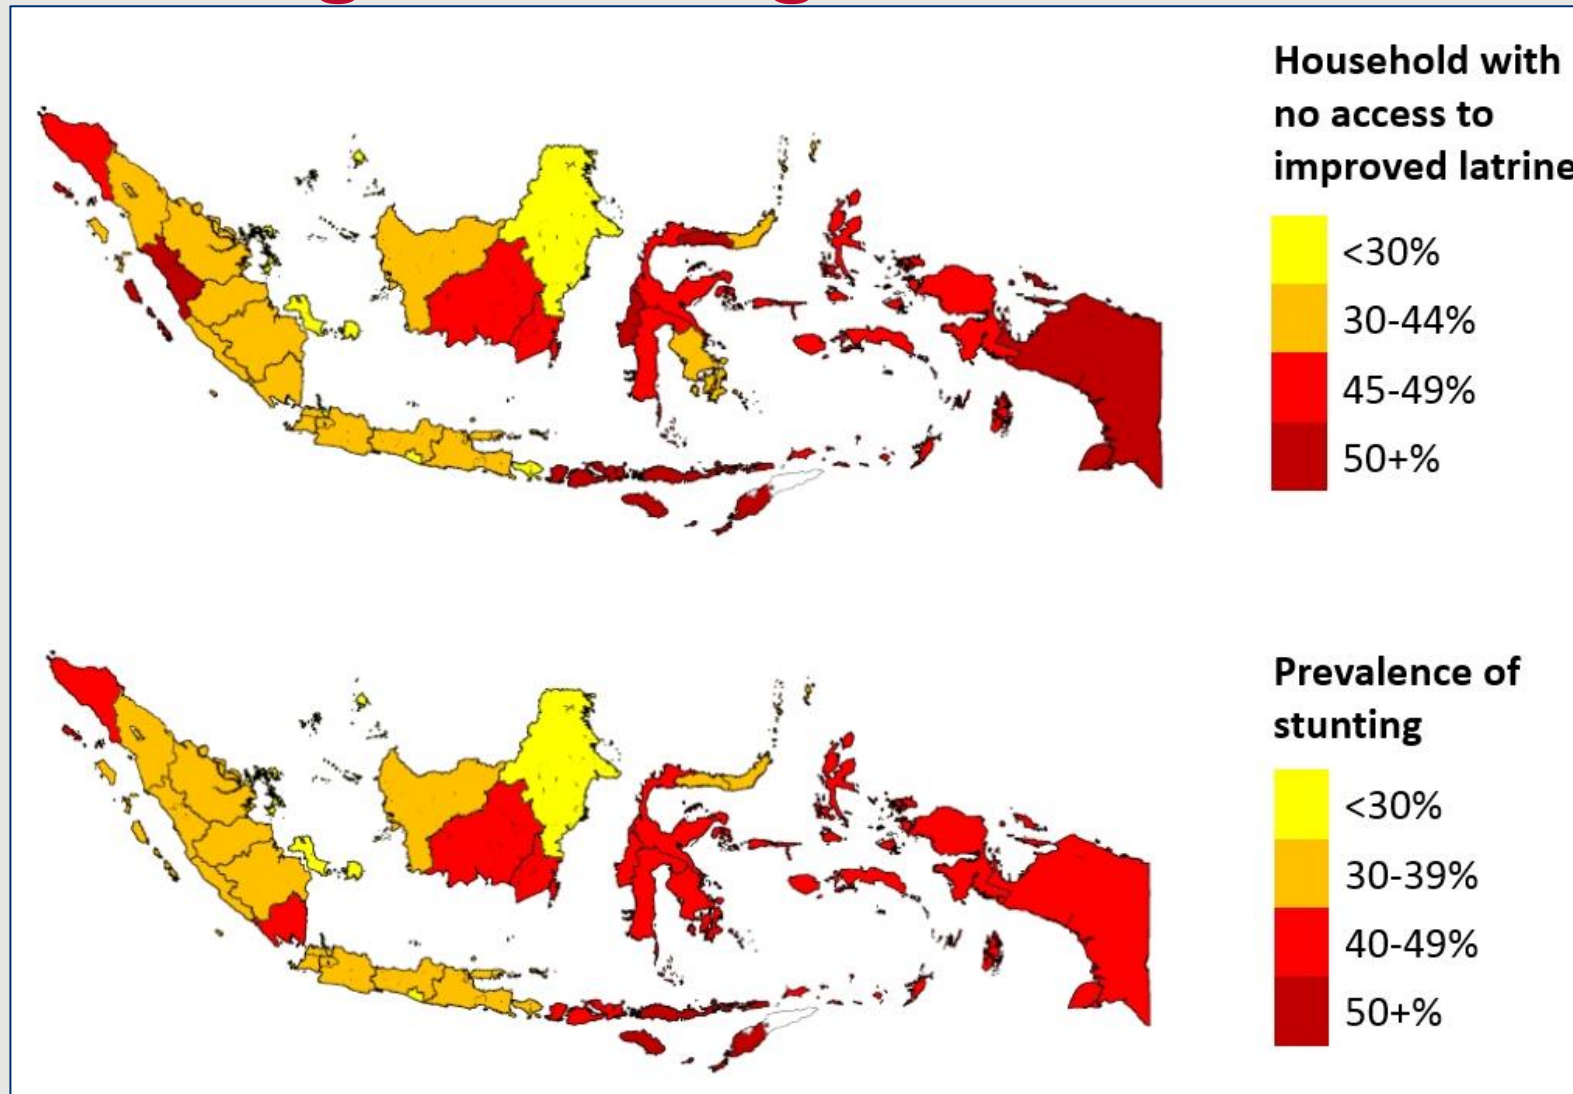 Household with
no access to
improved latrine
<30%
30-44%
45-49%
50+%
Prevalence of
stunting
<30%
30-39%
40-49%
50+%